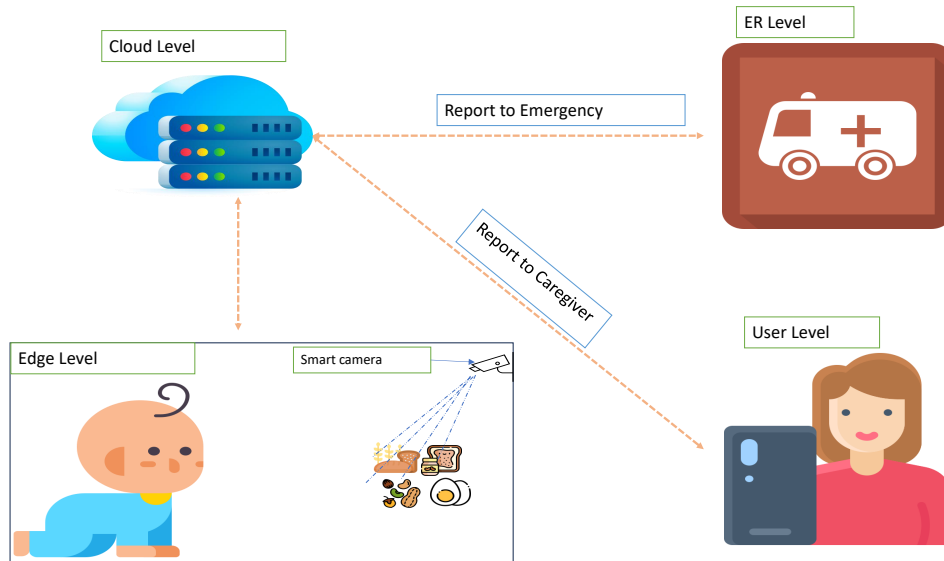 ER Level
Cloud Level
Report to Emergency
Report to Caregiver
User Level
Edge Level
Smart camera